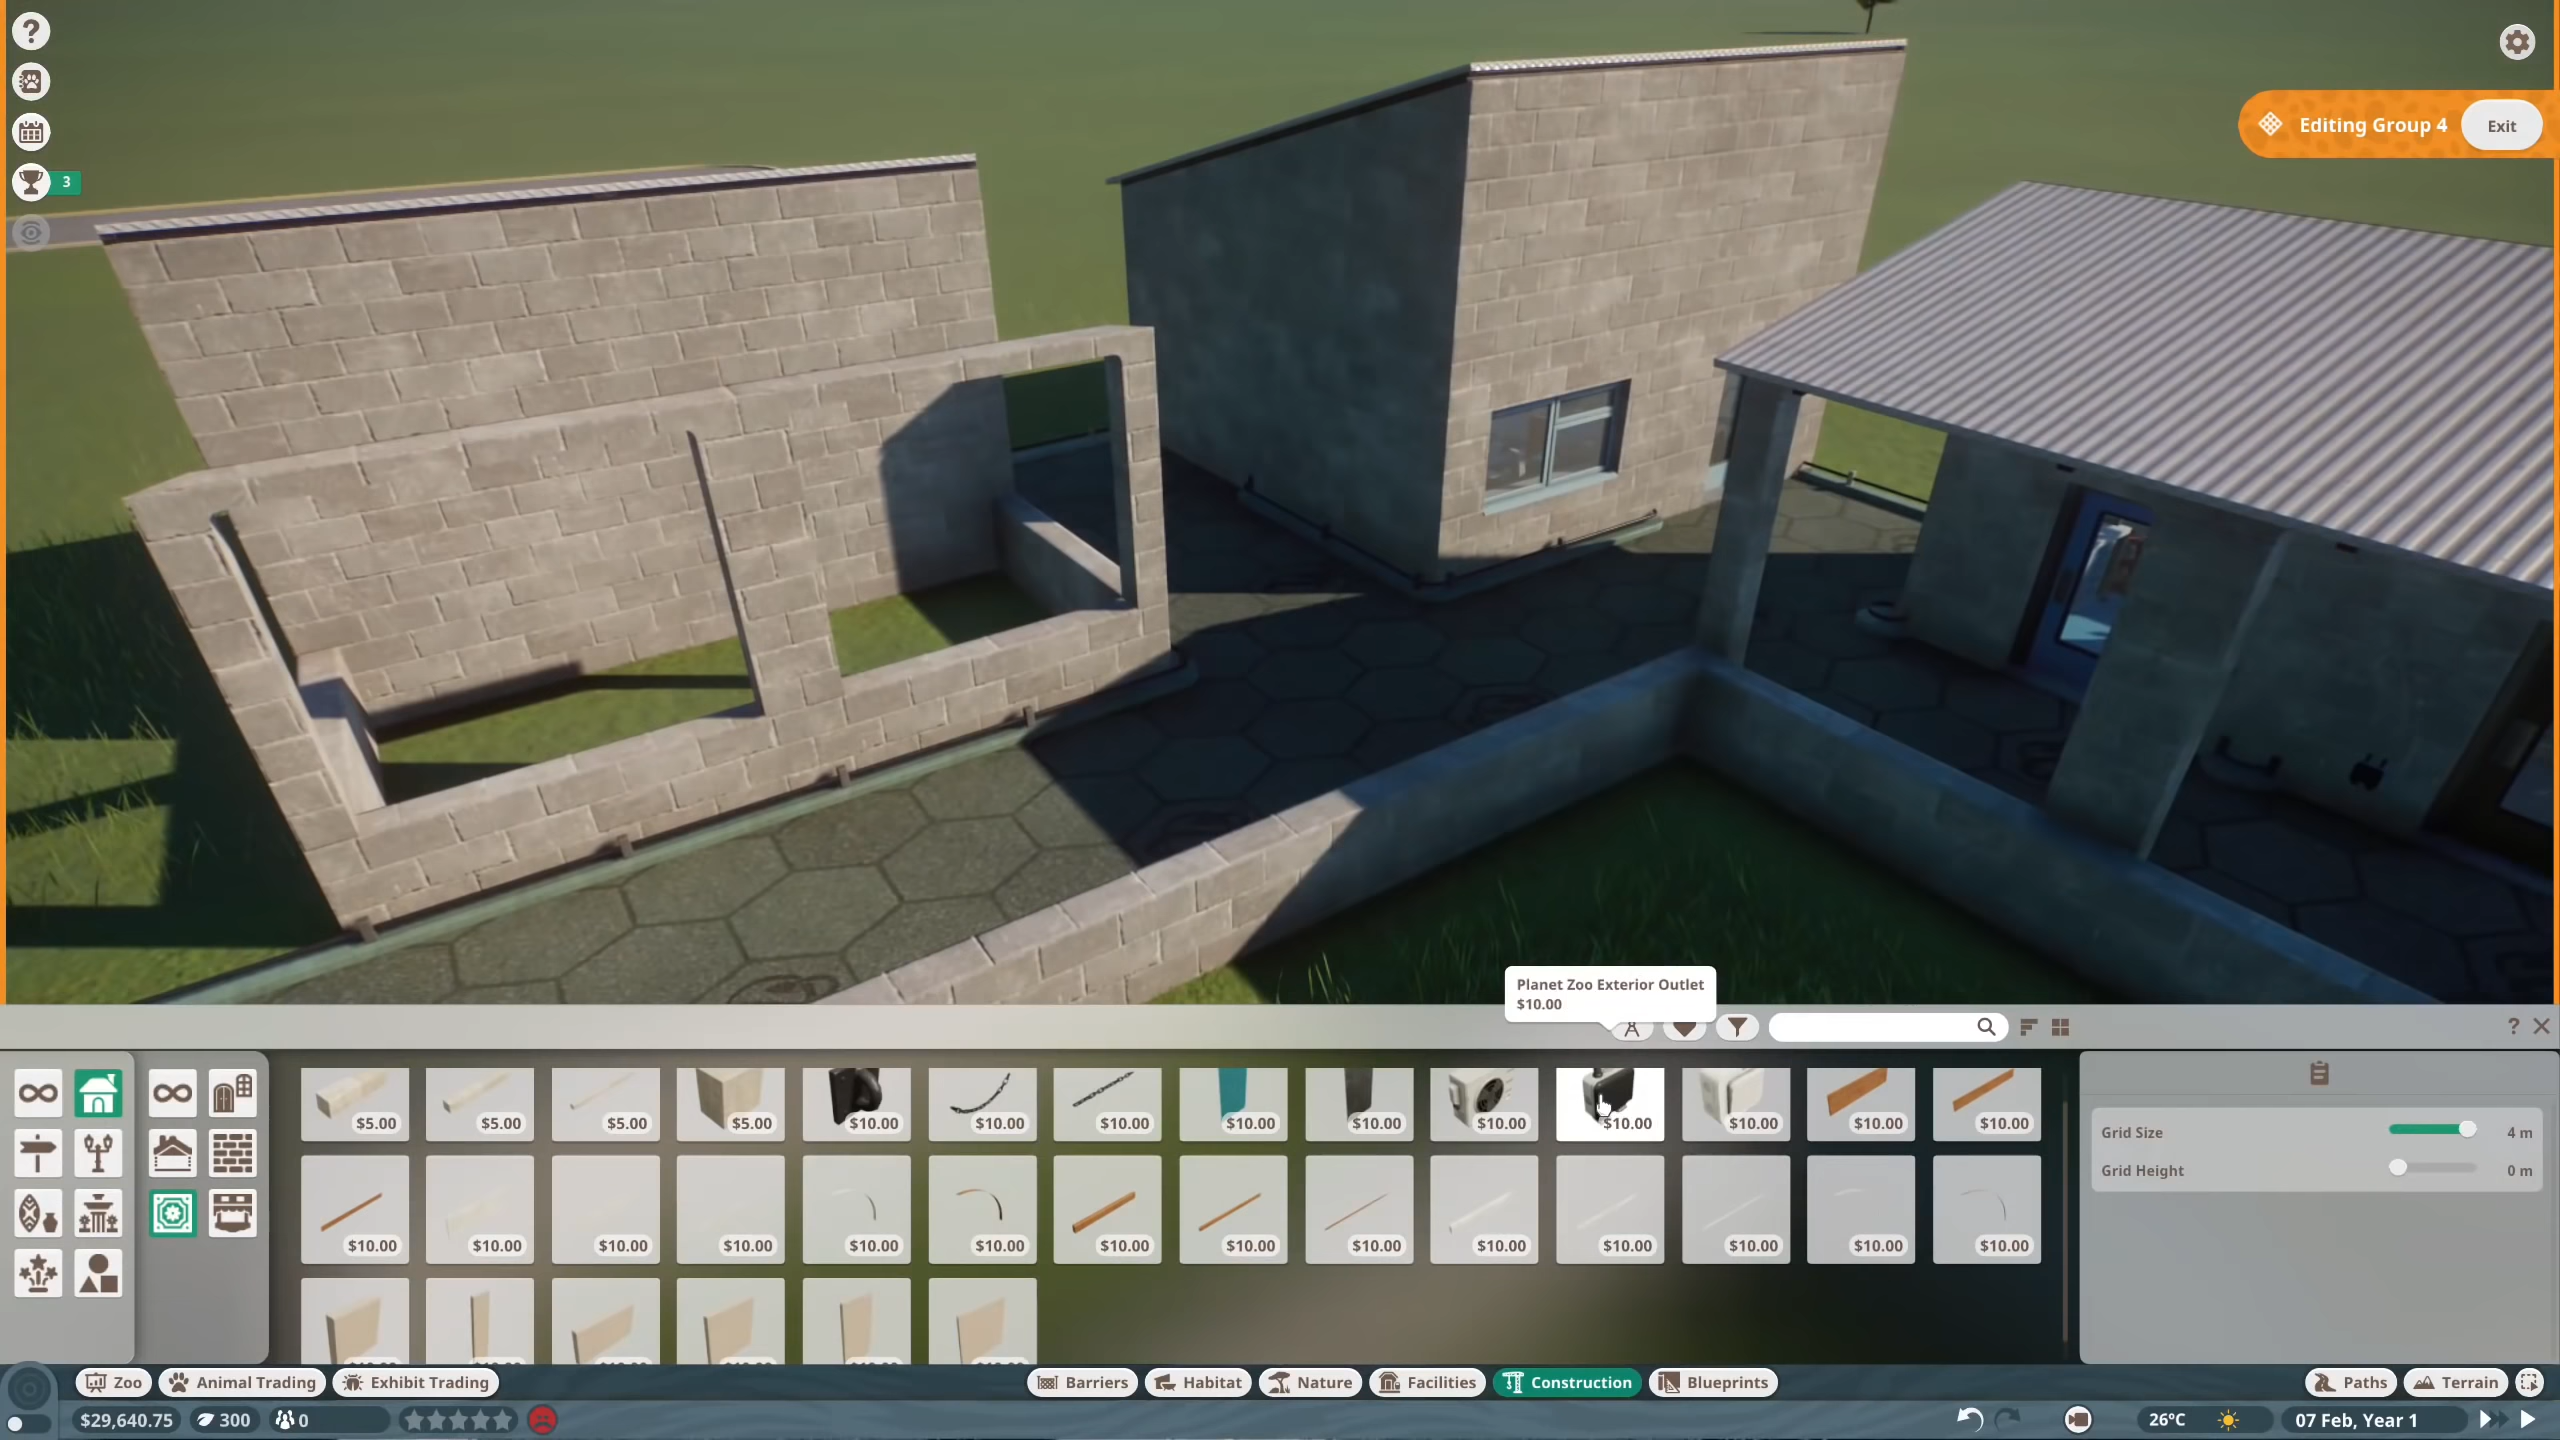 ?
Editing Group 4
Exit
3
Planet Zoo Exterior Outlet
$10.00
?
$5.00 $5.00 $5.00 $5.00 $10.00 $10.00 $10.00 $10.00 $10.00 $10.00 $10.00 $10.00 $10.00 $10.00
$10.00 $10.00 $10.00 $10.00 $10.00 $10.00 $10.00 $10.00 $10.00 $10.00 $10.00 $10.00 $10.00 $10.00
Grid Size 4 m
Grid Height 0 m
Zoo Animal Trading Exhibit Trading Barriers Habitat Nature Facilities Construction Blueprints Paths Terrain
$29,640.75 300 0 26°C 07 Feb, Year 1